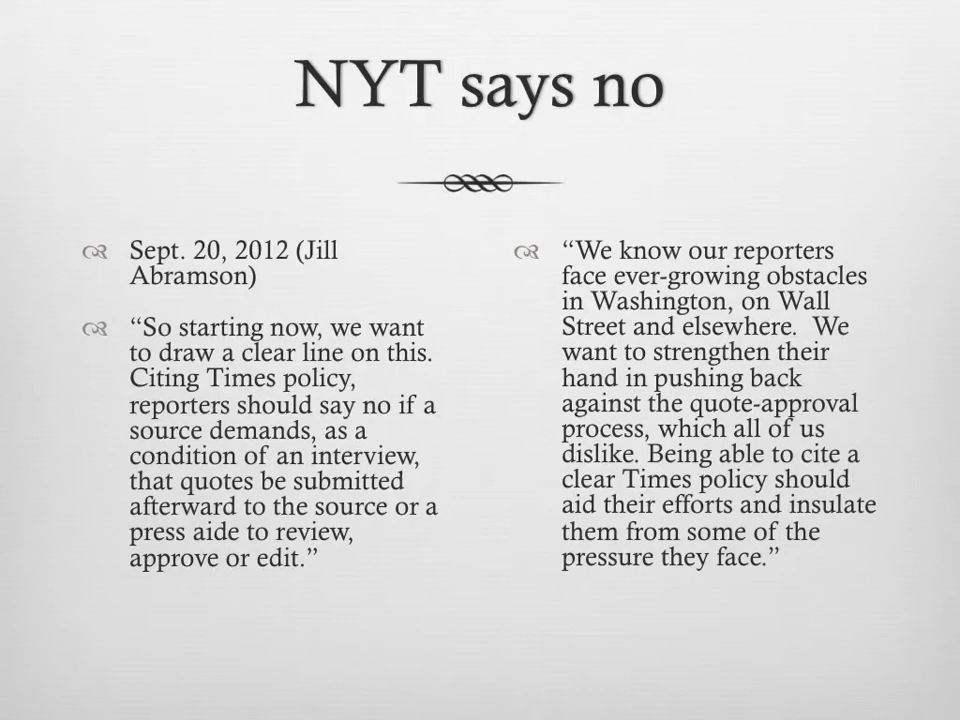 NYT says no
Sept. 20, 2012 (Jill
Abramson)
“So starting now, we want
to draw a clear line on this.
Citing Times policy,
reporters should say no if a
source demands, as a
condition of an interview,
that quotes be submitted
afterward to the source or a
press aide to review,
approve or edit.”
“We know our reporters
face ever-growing obstacles
in Washington, on Wall
Street and elsewhere.  We
want to strengthen their
hand in pushing back
against the quote-approval
process, which all of us
dislike. Being able to cite a
clear Times policy should
aid their efforts and insulate
them from some of the
pressure they face.”